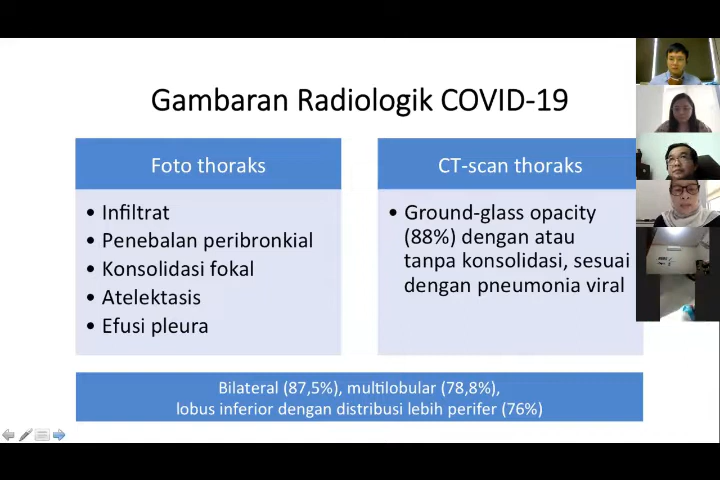 Gambaran Radiologik COVID-19
Foto thoraks
• Infiltrat
• Penebalan peribronkial
• Konsolidasi fokal
• Atelektasis
• Efusi pleura
CT-scan thoraks
• Ground-glass opacity
(88%) dengan atau
tanpa konsolidasi, sesuai
dengan pneumonia viral
Bilateral (87,5%), multilobular (78,8%),
lobus inferior dengan distribusi lebih perifer (76%)